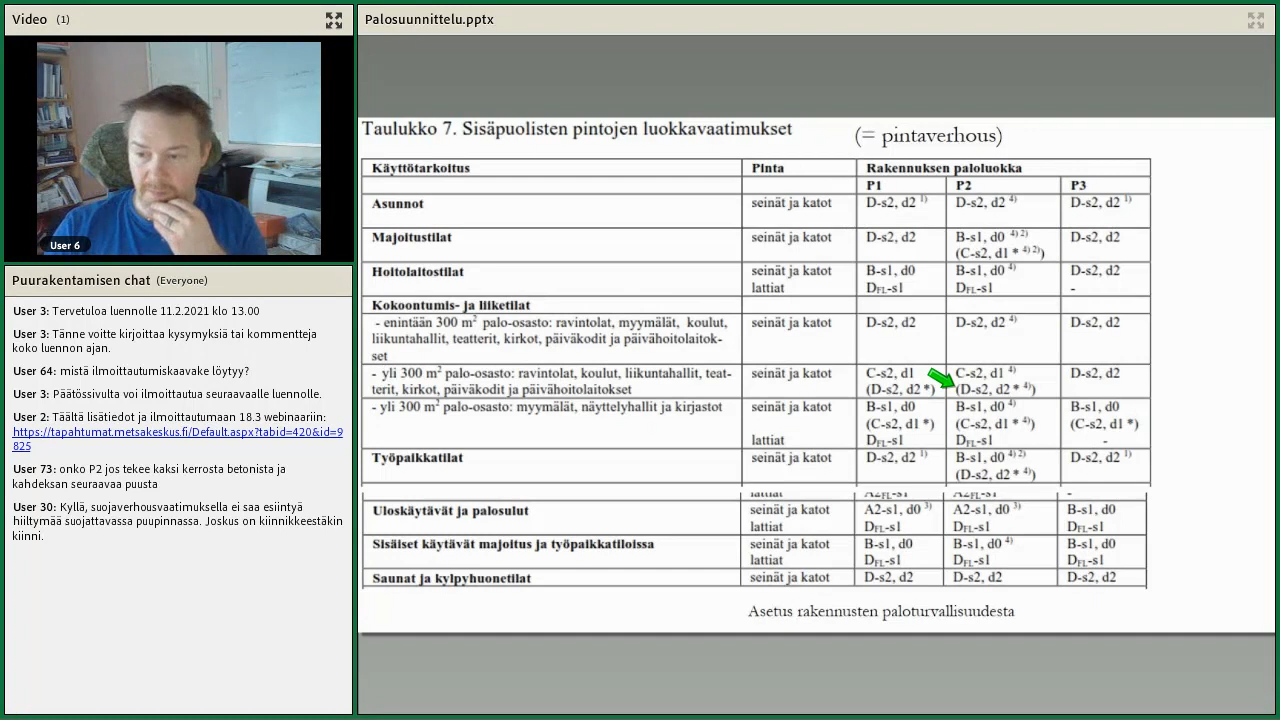 Video (1)
User 6
Puurakentamisen chat (Everyone)
User 3: Tervetuloa luennolle 11.2.2021 klo 13.00
User 3: Tänne voitte kirjoittaa kysymyksiä tai kommentteja
koko luennon ajan.
User 64: mistä ilmoittautumiskaavake löytyy?
User 3: Päätössivulta voi ilmoittautua seuraavaalle luennolle.
User 2: Täältä lisätiedot ja ilmoittautumaan 18.3 webinaariin:
https://tapahtumat.metsakeskus.fi/Default.aspx?tabid=420&id=9
825
User 73: onko P2 jos tekee kaksi kerrosta betonista ja
kahdeksan seuraavaa puusta
User 30: Kyllä, suojaverhousvaatimuksella ei saa esiintyä
hiiltymää suojattavassa puupinnassa. Joskus on kiinnikkeestäkin
kiinni.
Palosuunnittelu.pptx
Taulukko 7. Sisäpuolisten pintojen luokkavaatimukset (= pintaverhous)
Käyttötarkoitus Pinta Rakennuksen paloluokka
P1 P2 P3
Asunnot seinät ja katot D-s2, d2 1) D-s2, d2 4) D-s2, d2 1)
Majoitustilat seinät ja katot D-s2, d2 B-s1, d0 4) 2) D-s2, d2
(C-s2, d1 * 4) 2))
Hoitolaitostilat seinät ja katot B-s1, d0 B-s1, d0 4) D-s2, d2
lattiat DFL-s1 DFL-s1 -
Kokoontumis- ja liiketilat
- enintään 300 m2 palo-osasto: ravintolat, myymälät, koulut, seinät ja katot D-s2, d2 D-s2, d2 4) D-s2, d2
liikuntahallit, teatterit, kirkot, päiväkodit ja päivähoitolaitok-
set
- yli 300 m2 palo-osasto: ravintolat, koulut, liikuntahallit, teat- seinät ja katot C-s2, d1 C-s2, d1 4) D-s2, d2
terit, kirkot, päiväkodit ja päivähoitolaitokset (D-s2, d2 *) (D-s2, d2 * 4))
- yli 300 m2 palo-osasto: myymälät, näyttelyhallit ja kirjastot seinät ja katot B-s1, d0 B-s1, d0 4) B-s1, d0
(C-s2, d1 *) (C-s2, d1 * 4)) (C-s2, d1 *)
lattiat DFL-s1 DFL-s1 -
Työpaikkatilat seinät ja katot D-s2, d2 1) B-s1, d0 4) 2) D-s2, d2 1)
(D-s2, d2 * 4))
lattiat A2FL-s1 A2FL-s1 -
Uloskäytävät ja palosulut seinät ja katot A2-s1, d0 3) A2-s1, d0 3) B-s1, d0
lattiat DFL-s1 DFL-s1 DFL-s1
Sisäiset käytävät majoitus ja työpaikkatiloissa seinät ja katot B-s1, d0 B-s1, d0 4) B-s1, d0
lattiat DFL-s1 DFL-s1 DFL-s1
Saunat ja kylpyhuonetilat seinät ja katot D-s2, d2 D-s2, d2 D-s2, d2
Asetus rakennusten paloturvallisuudesta